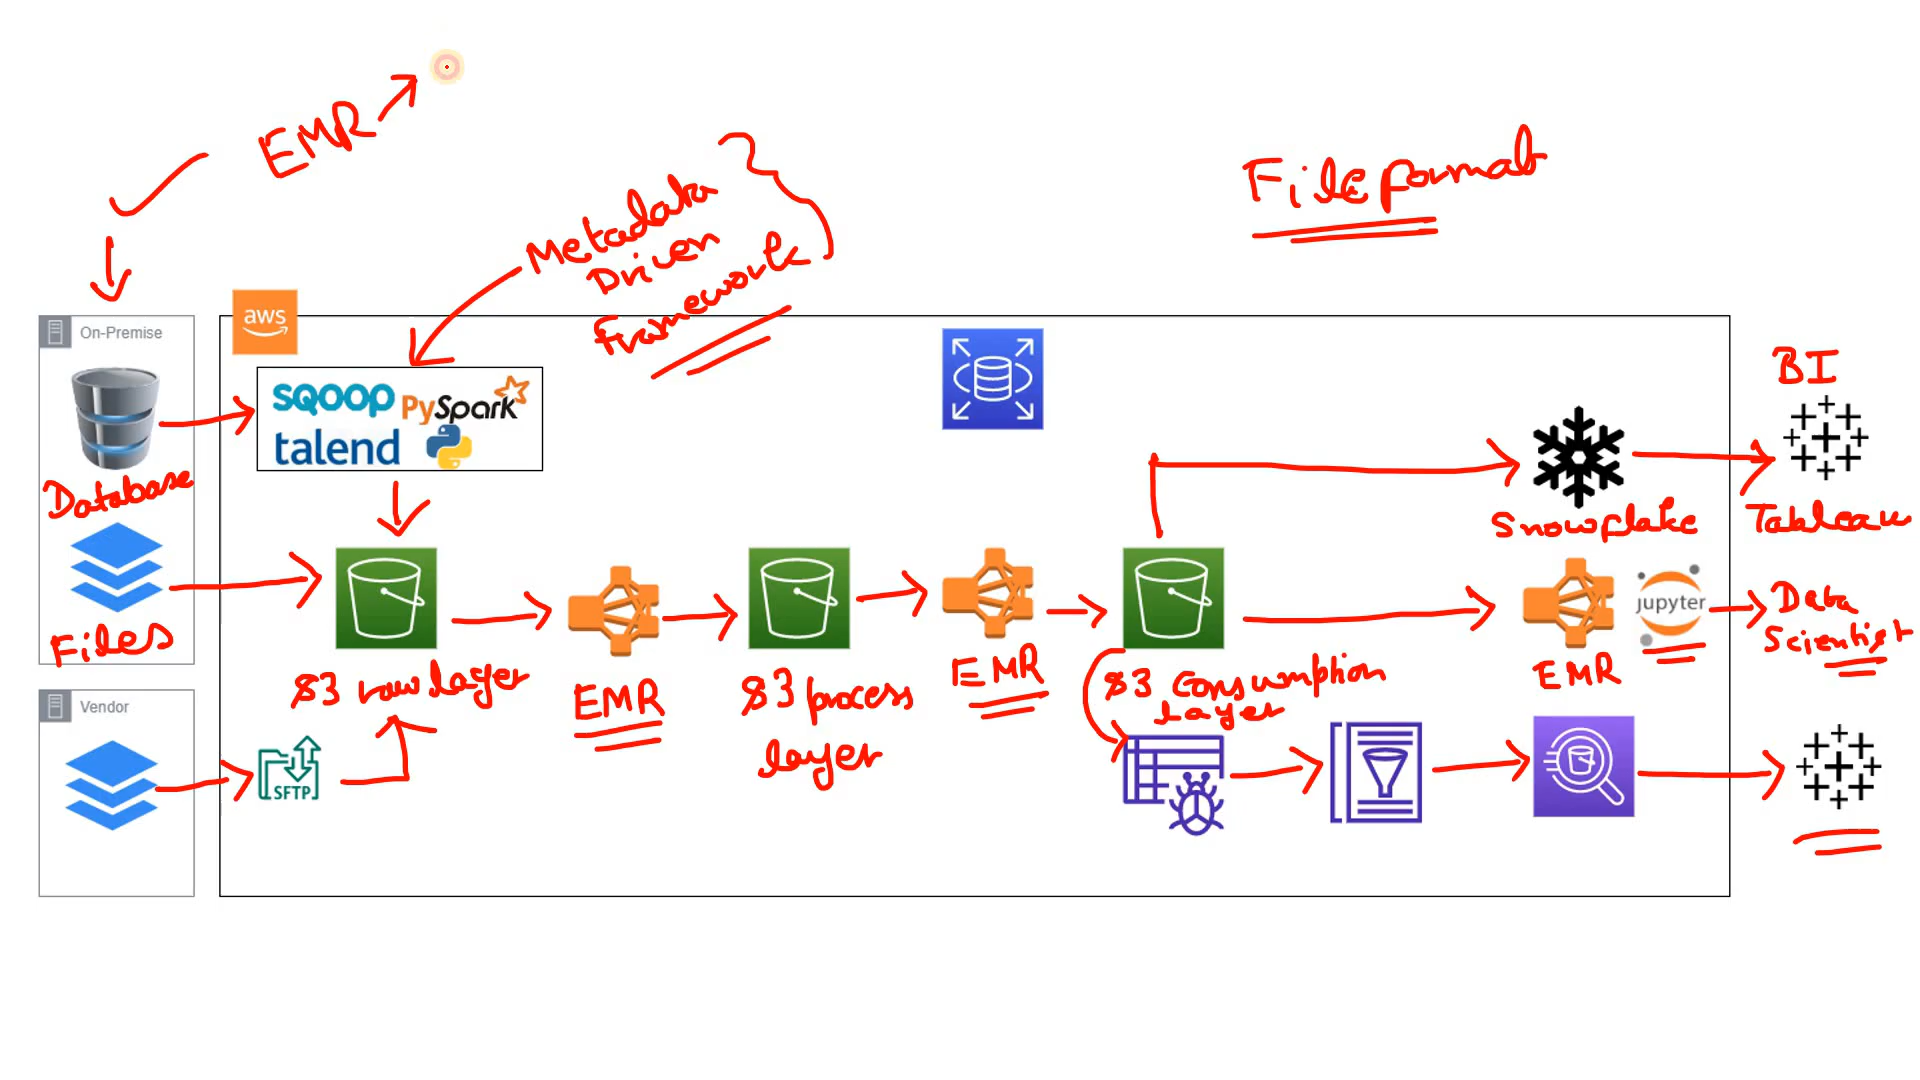 EMR
Metadata
Driven
framework
File format
On-Premise
aws
BI
sqoop PySpark
talend
Database
Snowflake
Tableau
Files
jupyter
Data
Scientist
S3 raw layer
EMR
S3 process
layer
EMR
S3 Consumption
layer
EMR
Vendor
SFTP